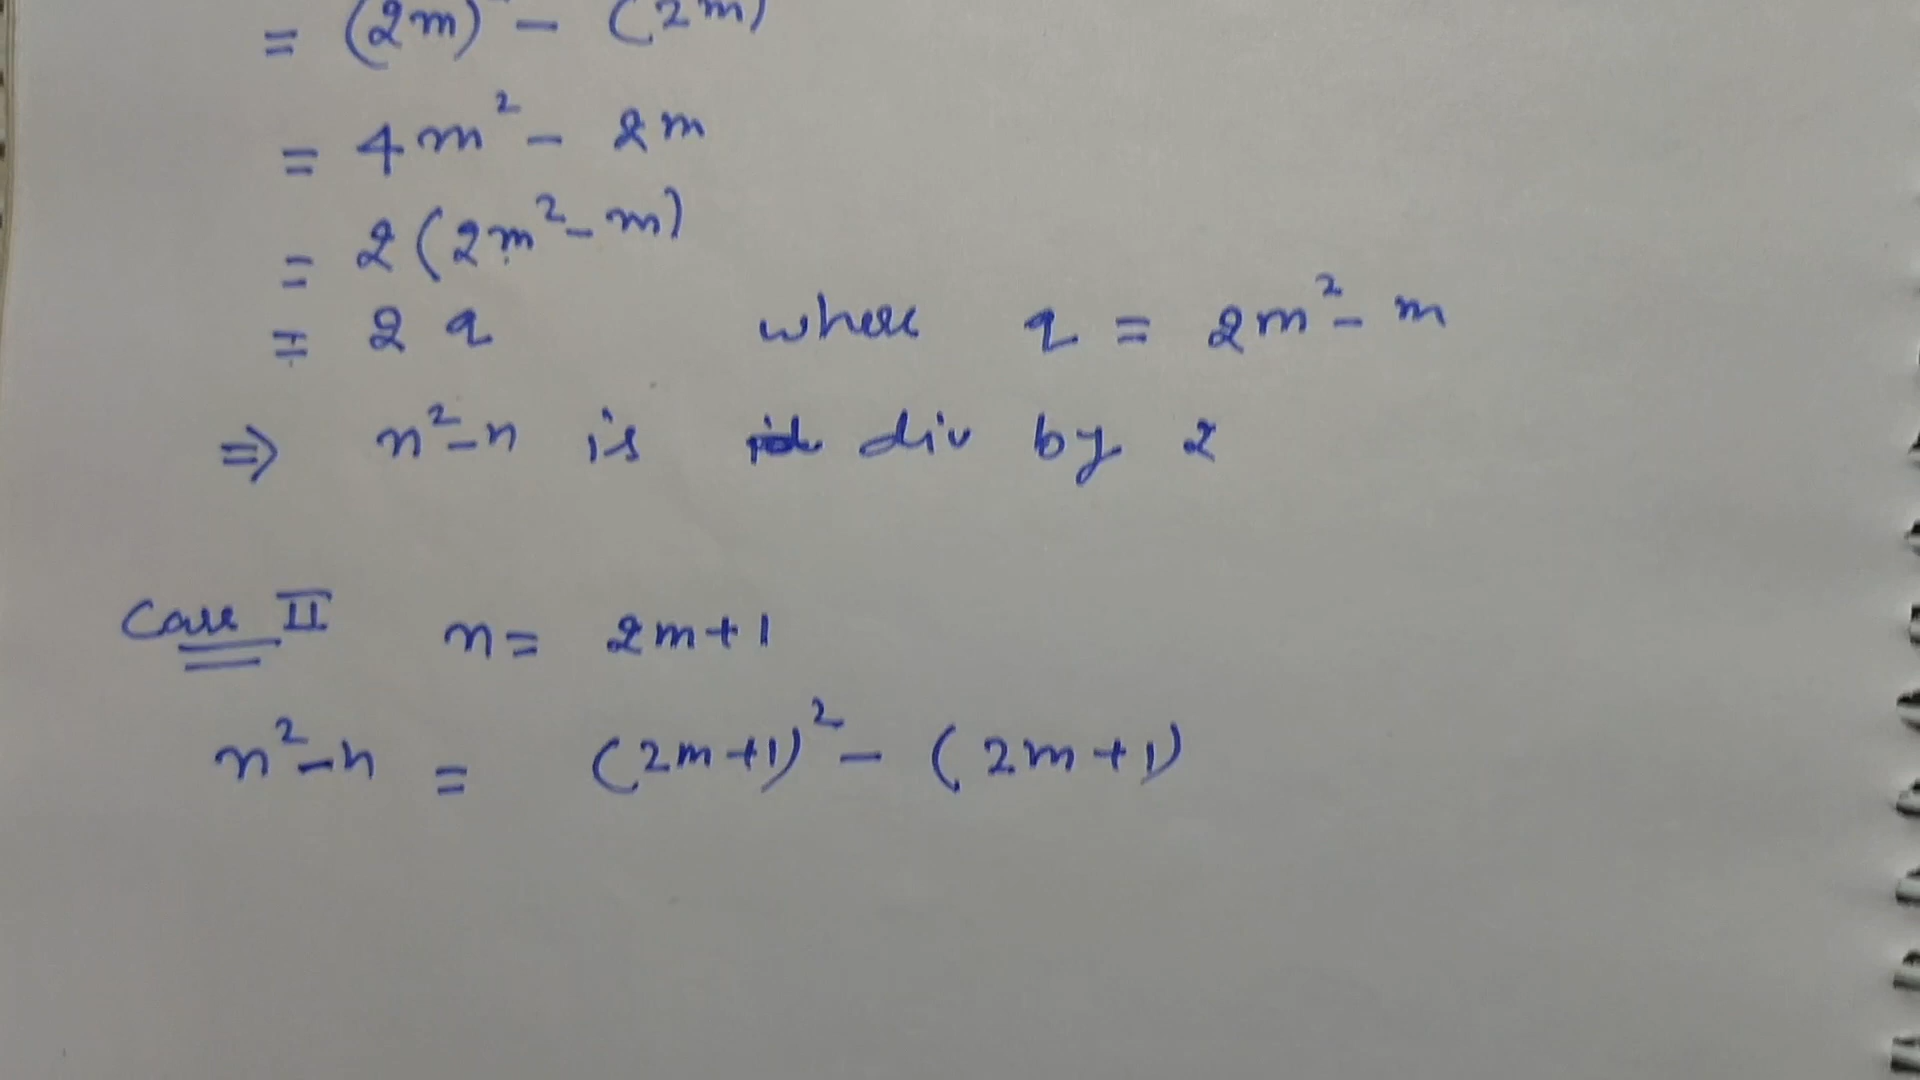 = (2m)² - (2m)
= 4m² - 2m
= 2(2m² - m)
= 2q where q = 2m² - m
⇒ n² - n is div by 2
Case II n = 2m+1
n² - n = (2m+1)² - (2m+1)